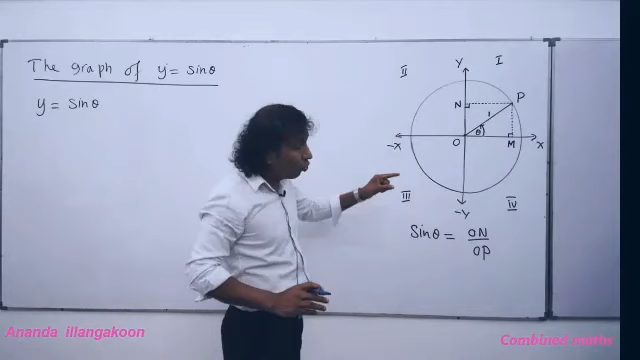 The graph of y = sinθ
y = sinθ
Y
I
II
N
P
1
θ
-X
O
M
X
III
-Y
IV
Sinθ = ON
OP
Ananda illangakoon
Combined maths